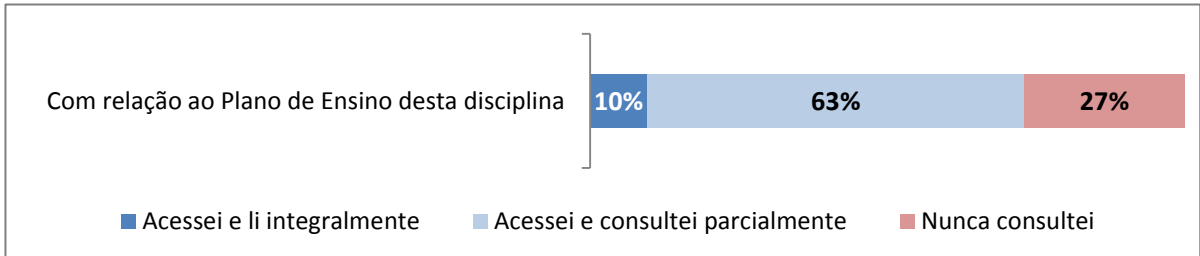 Com relação ao Plano de Ensino desta disciplina
10%
63%
27%
Acessei e li integralmente
Acessei e consultei parcialmente
Nunca consultei